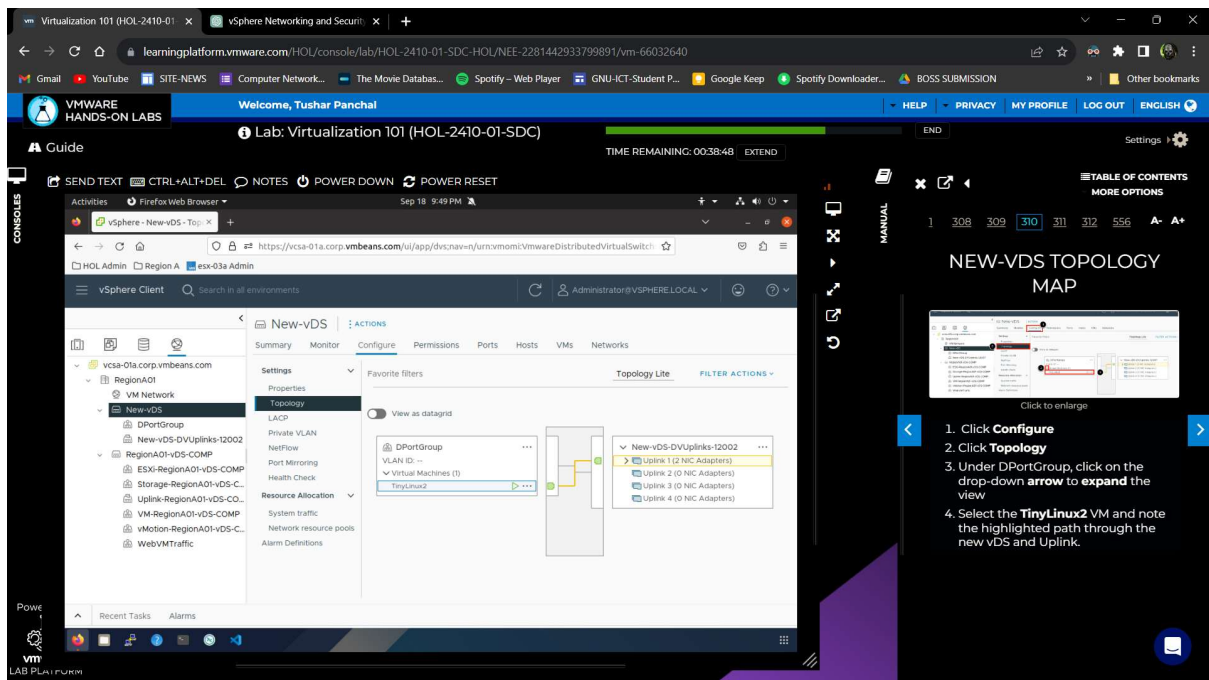 Virtualization 101 (HOL-2410-01-
vSphere Networking and Security
learningplatform.vmware.com/HOL/console/lab/HOL-2410-01-SDC-HOL/NEE-2281442933799891/vm-66032640
Gmail YouTube SITE-NEWS Computer Network... The Movie Databas... Spotify – Web Player GNU-ICT-Student P... Google Keep Spotify Downloader... BOSS SUBMISSION » Other bookmarks
VMWARE
HANDS-ON LABS
Welcome, Tushar Panchal
HELP PRIVACY MY PROFILE LOG OUT ENGLISH
Lab: Virtualization 101 (HOL-2410-01-SDC)
END
Guide
TIME REMAINING: 00:38:48 EXTEND
Settings
SEND TEXT CTRL+ALT+DEL NOTES POWER DOWN POWER RESET
CONSOLES
Activities Firefox Web Browser Sep 18 9:49 PM
vSphere - New-vDS - Top
https://vcsa-01a.corp.vmbeans.com/ui/app/dvs;nav=n/urn:vmomi:VmwareDistributedVirtualSwitch
HOL Admin Region A esx-03a Admin
vSphere Client Search in all environments Administrator@VSPHERE.LOCAL
New-vDS ACTIONS
Summary Monitor Configure Permissions Ports Hosts VMs Networks
vcsa-01a.corp.vmbeans.com
RegionA01
VM Network
New-vDS
DPortGroup
New-vDS-DVUplinks-12002
RegionA01-vDS-COMP
ESXi-RegionA01-vDS-COMP
Storage-RegionA01-vDS-C...
Uplink-RegionA01-vDS-CO...
VM-RegionA01-vDS-COMP
vMotion-RegionA01-vDS-C...
WebVMTraffic
Settings
Properties
Topology
LACP
Private VLAN
NetFlow
Port Mirroring
Health Check
Resource Allocation
System traffic
Network resource pools
Alarm Definitions
Favorite filters Topology Lite FILTER ACTIONS
View as datagrid
DPortGroup ...
VLAN ID: --
Virtual Machines (1)
TinyLinux2 ...
New-vDS-DVUplinks-12002 ...
Uplink 1 (2 NIC Adapters)
Uplink 2 (0 NIC Adapters)
Uplink 3 (0 NIC Adapters)
Uplink 4 (0 NIC Adapters)
Recent Tasks Alarms
MANUAL
TABLE OF CONTENTS
MORE OPTIONS
1 308 309 310 311 312 556 A- A+
NEW-VDS TOPOLOGY
MAP
Click to enlarge
1. Click Configure
2. Click Topology
3. Under DPortGroup, click on the
drop-down arrow to expand the
view
4. Select the TinyLinux2 VM and note
the highlighted path through the
new vDS and Uplink.
Powe
vm
LAB PLATFORM